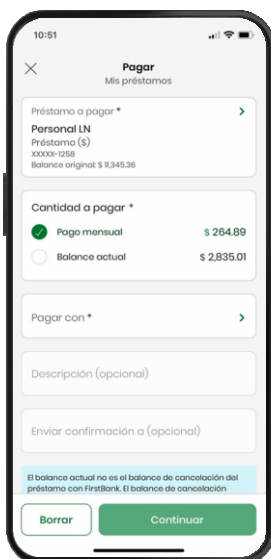 10:51
Pagar
Mis préstamos
Préstamo a pagar *
Personal LN
Préstamo ($)
XXXXX-1258
Balance original: $ 11,345.36
Cantidad a pagar *
Pago mensual $ 264.89
Balance actual $ 2,835.01
Pagar con *
Descripción (opcional)
Enviar confirmación a (opcional)
El balance actual no es el balance de cancelación del
préstamo con FirstBank. El balance de cancelación
Borrar Continuar